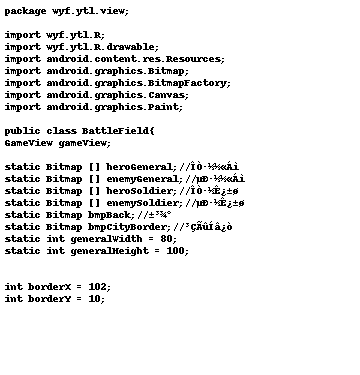 package wyf.ytl.view;
import wyf.ytl.R;
import wyf.ytl.R.drawable;
import android.content.res.Resources;
import android.graphics.Bitmap;
import android.graphics.BitmapFactory;
import android.graphics.Canvas;
import android.graphics.Paint;
public class BattleField{
GameView gameView;
static Bitmap [] heroGeneral;//ÎÒ·½½«Áì
static Bitmap [] enemyGeneral;//µÐ·½½«Áì
static Bitmap [] heroSoldier;//ÎÒ·½Ê¿±ø
static Bitmap [] enemySoldier;//µÐ·½Ê¿±ø
static Bitmap bmpBack;//±³¾°
static Bitmap bmpCityBorder;//³ÇÃûÍâ¿ò
static int generalWidth = 80;
static int generalHeight = 100;
int borderX = 102;
int borderY = 10;